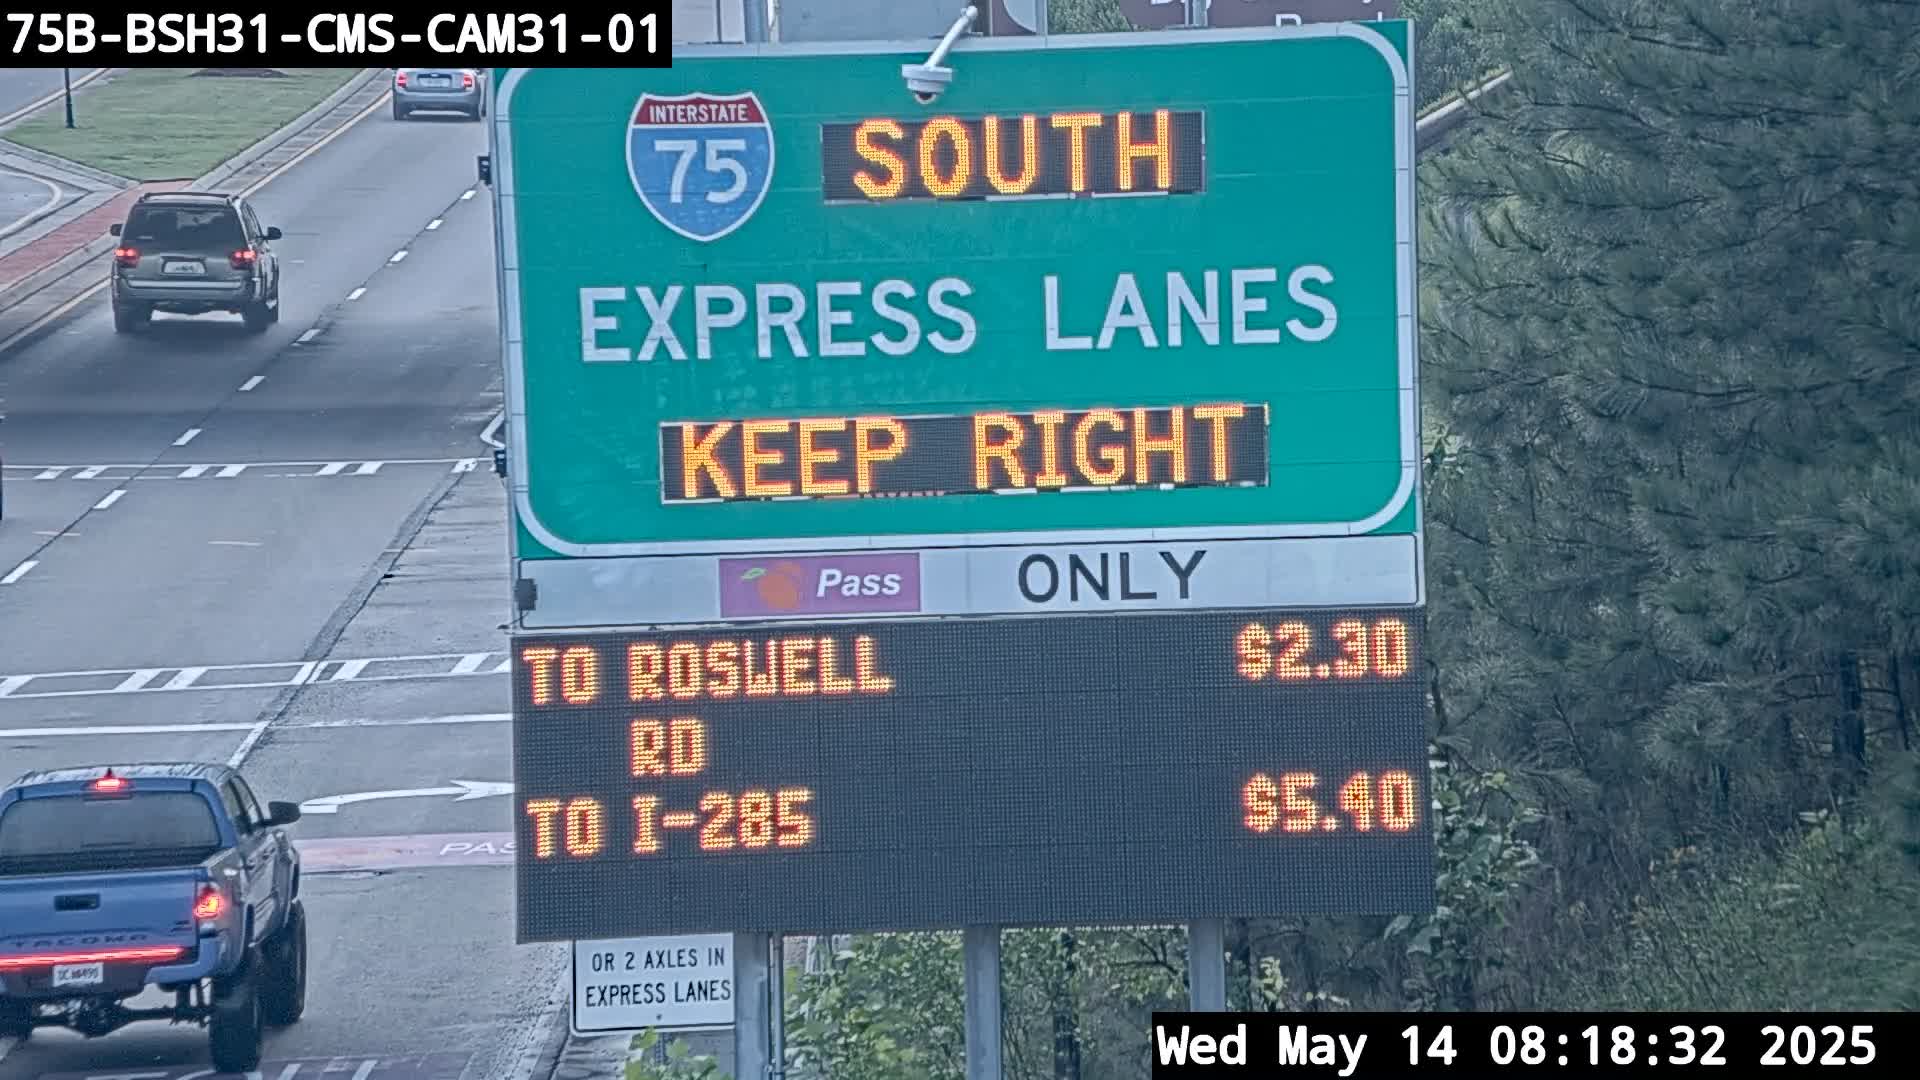 75B-BSH31-CMS-CAM31-01
INTERSTATE
75
SOUTH
EXPRESS LANES
KEEP RIGHT
Pass
ONLY
TO ROSWELL $2.30
RD
TO I-285 $5.40
PAS
TACOMA
OR 2 AXLES IN
EXPRESS LANES
Wed May 14 08:18:32 2025